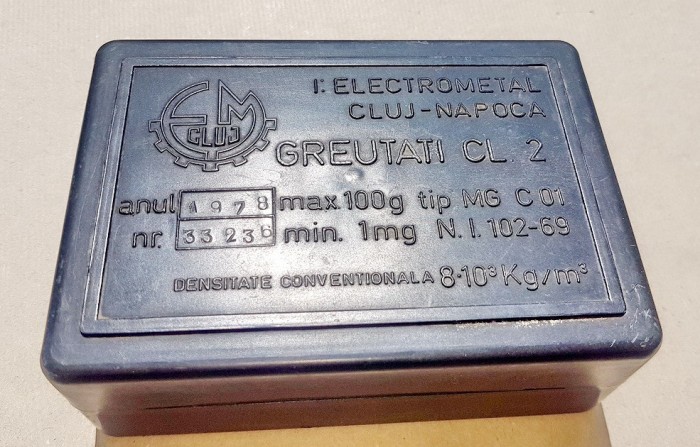 EM
CLUJ
I. ELECTROMETAL
CLUJ-NAPOCA
GREUTATI CL. 2
anul 1978 max. 100g tip MG C 01
nr. 33236 min. 1mg N. I. 102-69
DENSITATE CONVENTIONALA 8·10³ Kg/m³